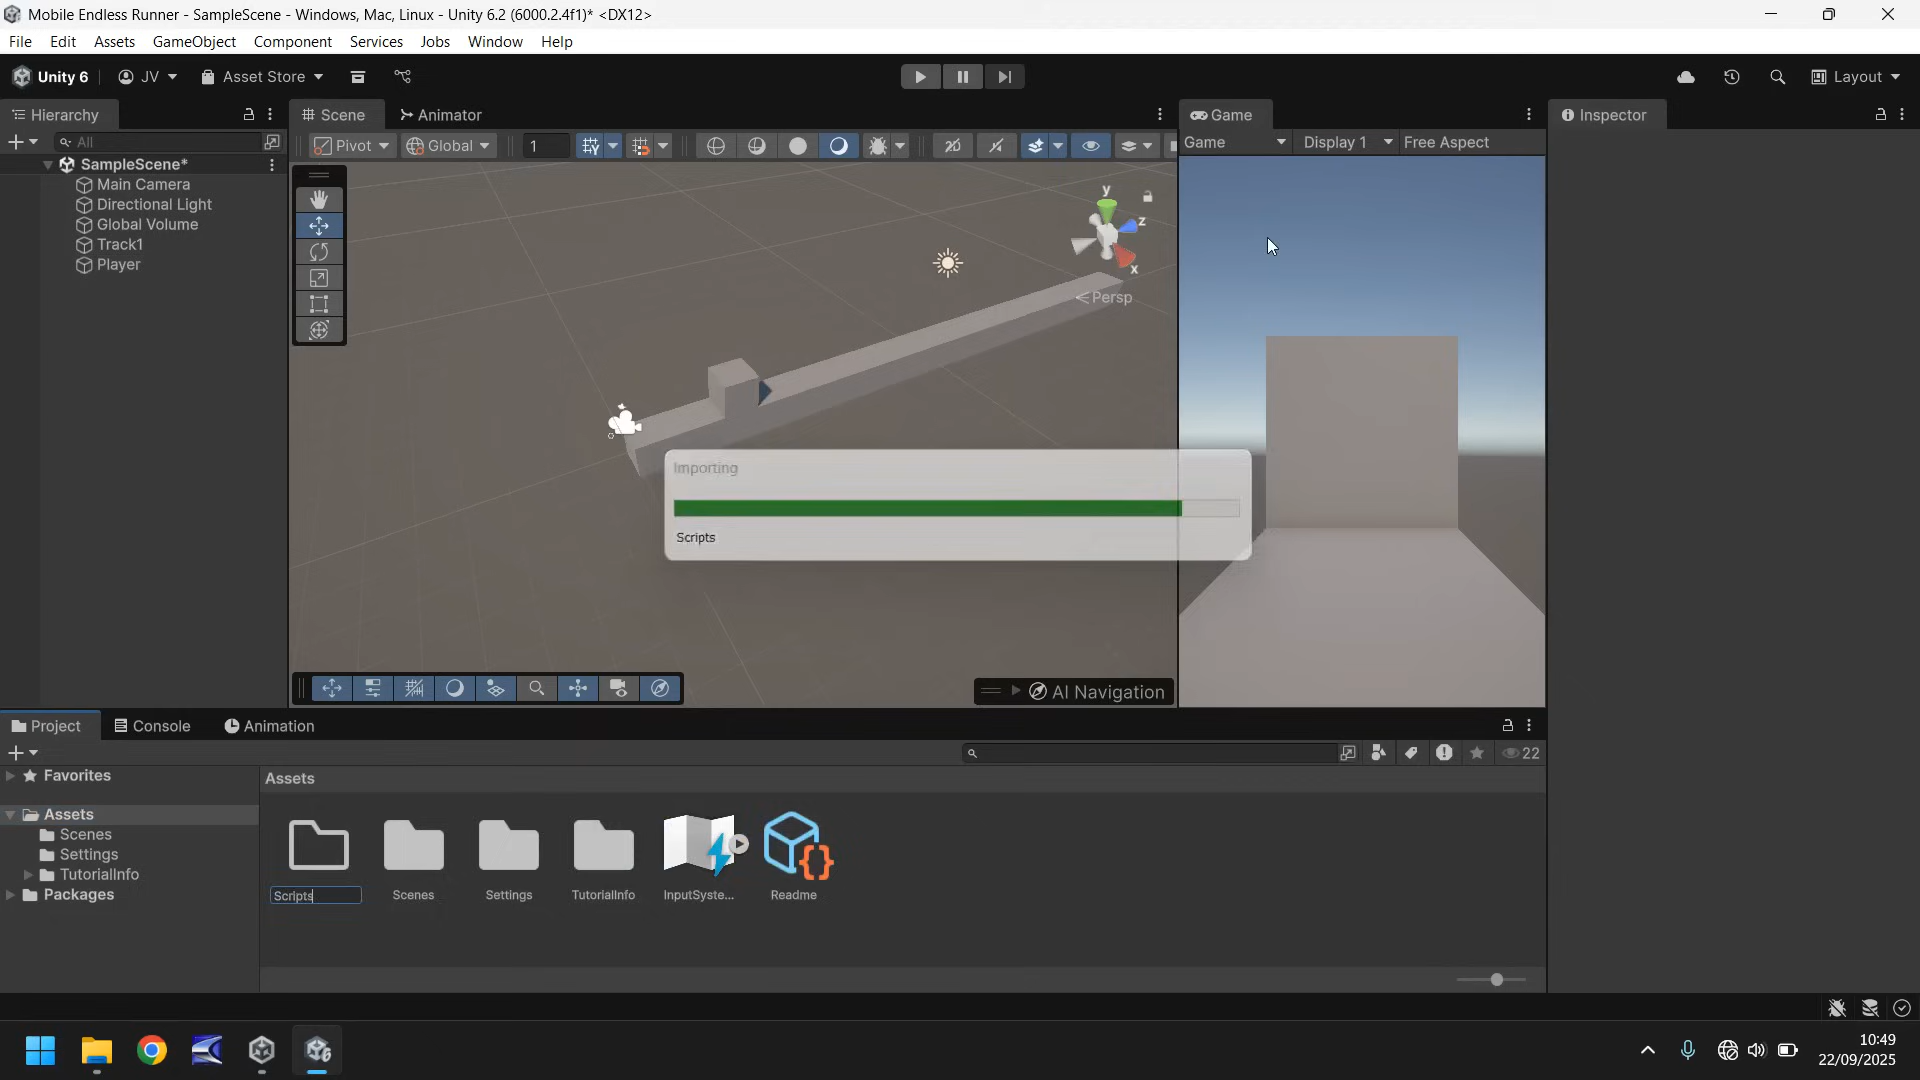 Mobile Endless Runner - SampleScene - Windows, Mac, Linux - Unity 6.2 (6000.2.4f1)* <DX12>
File Edit Assets GameObject Component Services Jobs Window Help
Unity 6 JV Asset Store Layout
Hierarchy Scene Animator Game Inspector
All Pivot Global 1 2D Game Display 1 Free Aspect
SampleScene*
Main Camera
Directional Light
Global Volume
Track1
Player
y
z
x
Persp
Importing
Scripts
AI Navigation
Project Console Animation
22
Favorites
Assets
Assets
Scenes
Settings
TutorialInfo
Packages
Scripts Scenes Settings TutorialInfo InputSyste... Readme
10:49
22/09/2025